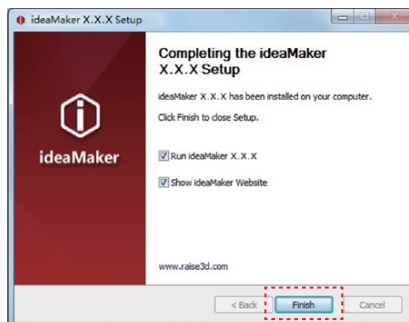 ideaMaker X.X.X Setup
Completing the ideaMaker
X.X.X Setup
ideaMaker X.X.X has been installed on your computer.
Click Finish to close Setup.
ideaMaker
Run ideaMaker X.X.X
Show ideaMaker Website
www.raise3d.com
< Back
Finish
Cancel